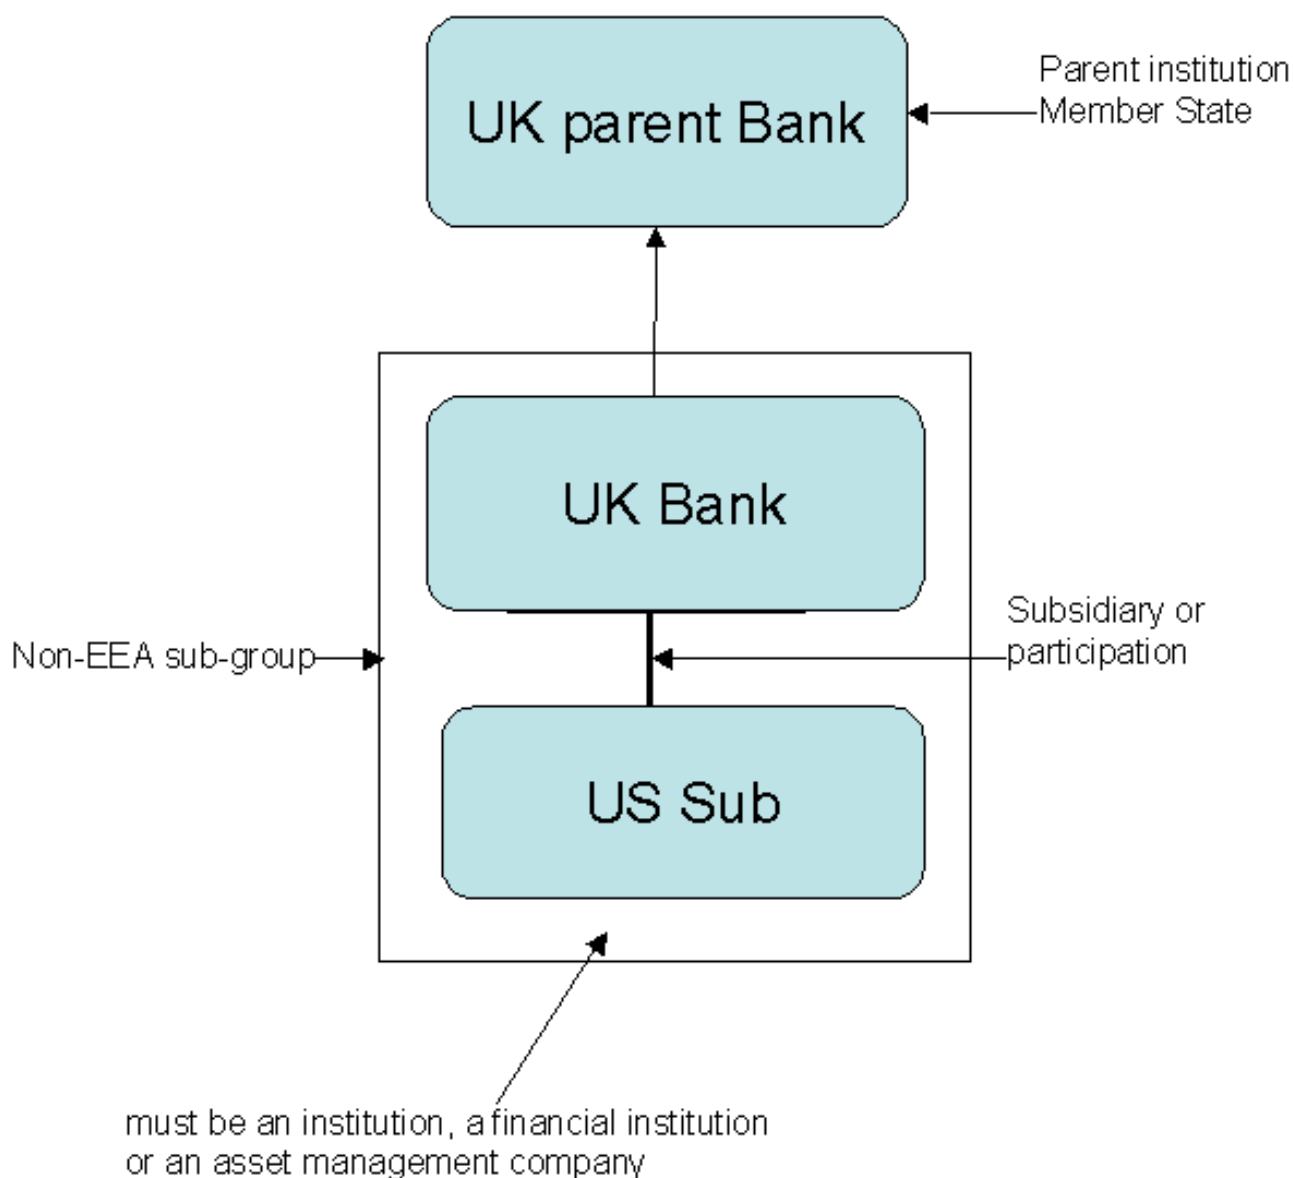 UK parent Bank
Parent institution
Member State
UK Bank
Non-EEA sub-group
Subsidiary or
participation
US Sub
must be an institution, a financial institution
or an asset management company